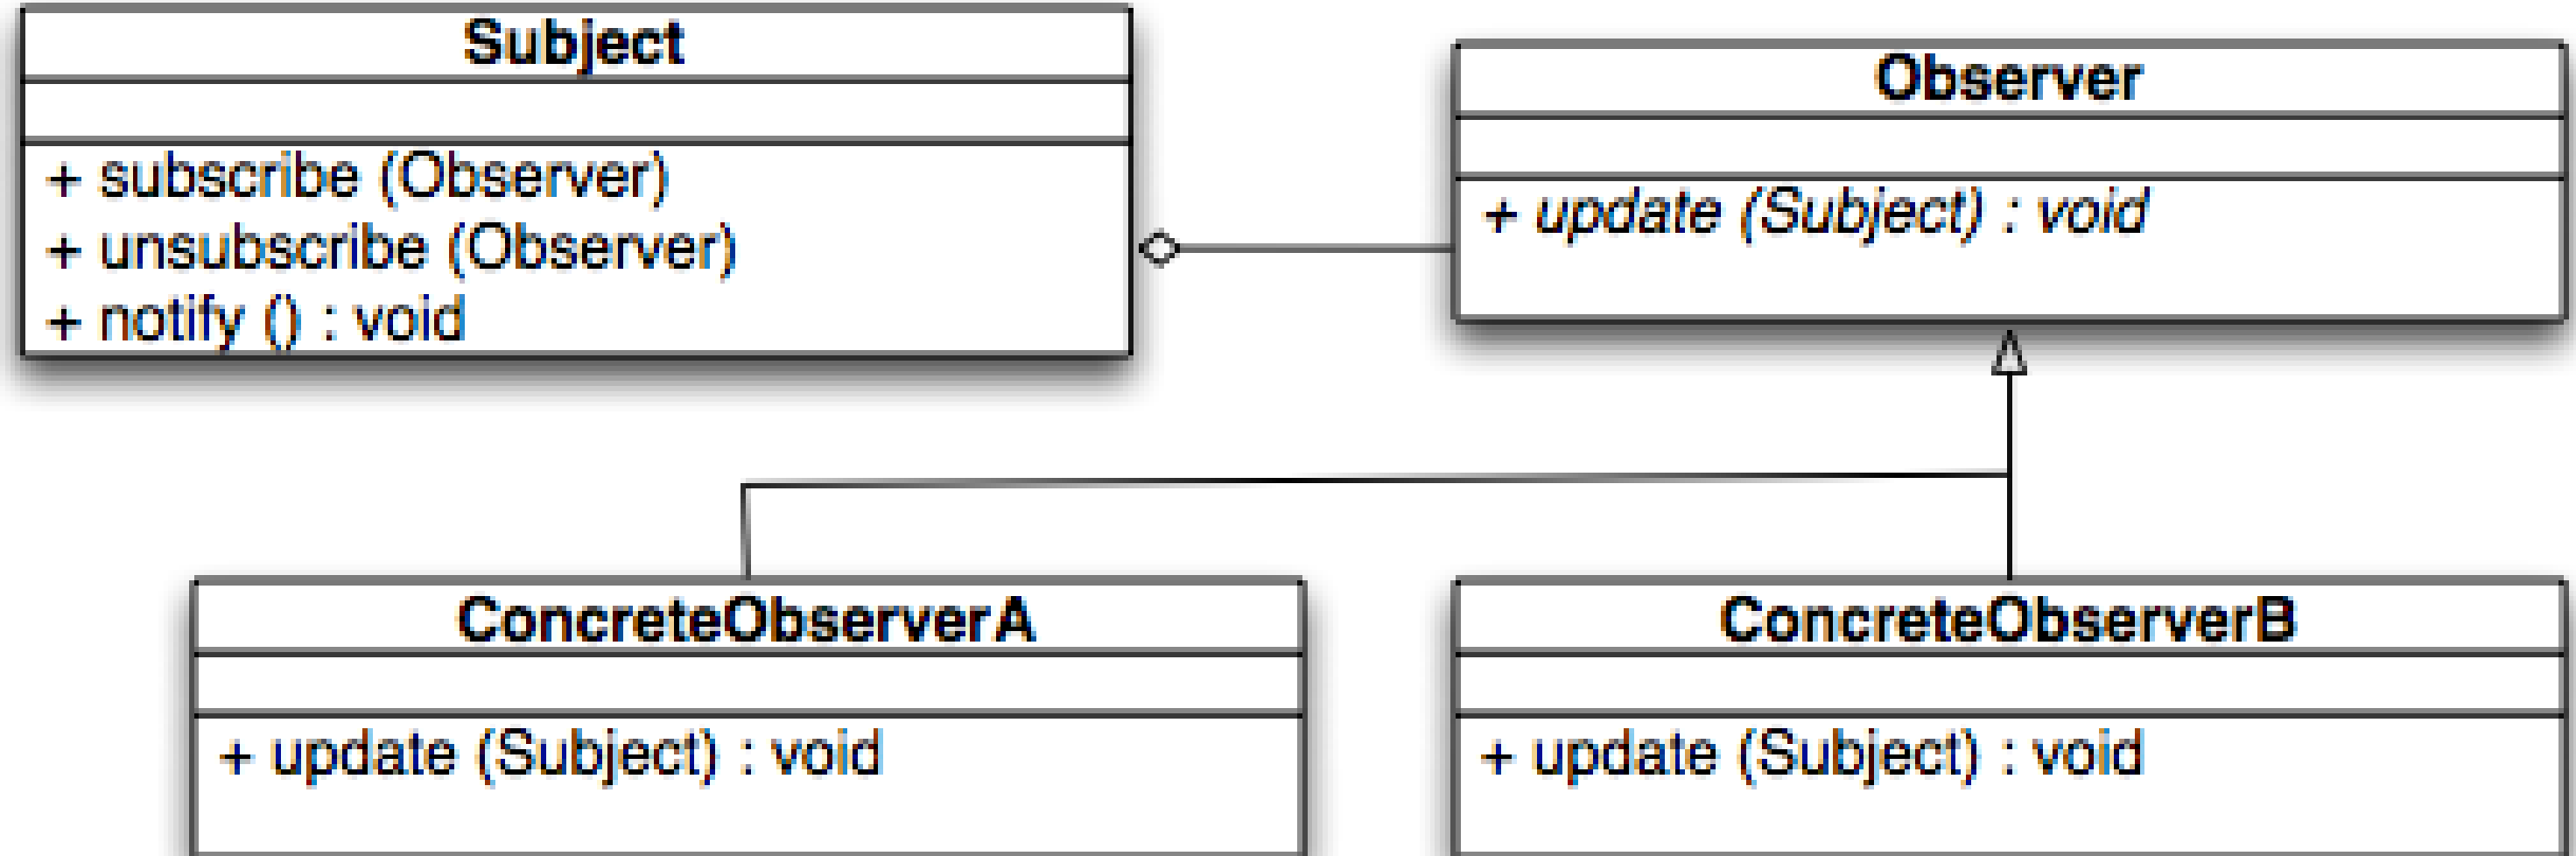 Subject
+ subscribe (Observer)
+ unsubscribe (Observer)
+ notify () : void
Observer
+ update (Subject) : void
ConcreteObserverA
+ update (Subject) : void
ConcreteObserverB
+ update (Subject) : void